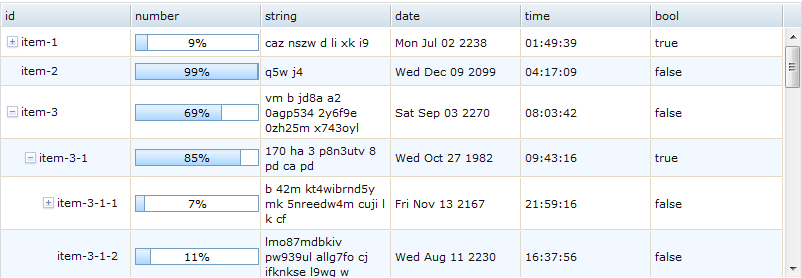 id number string date time bool
item-1 9% caz nszw d li xk i9 Mon Jul 02 2238 01:49:39 true
item-2 99% q5w j4 Wed Dec 09 2099 04:17:09 false
vm b jd8a a2
item-3 69% 0agp534 2y6f9e Sat Sep 03 2270 08:03:42 false
0zh25m x743oyl
170 ha 3 p8n3utv 8
item-3-1 85% pd ca pd Wed Oct 27 1982 09:43:16 true
b 42m kt4wibrnd5y
item-3-1-1 7% mk 5nreedw4m cuji l Fri Nov 13 2167 21:59:16 false
k cf
lmo87mdbkiv
item-3-1-2 11% pw939ul allg7fo cj Wed Aug 11 2230 16:37:56 false
ifknkse l9wg w